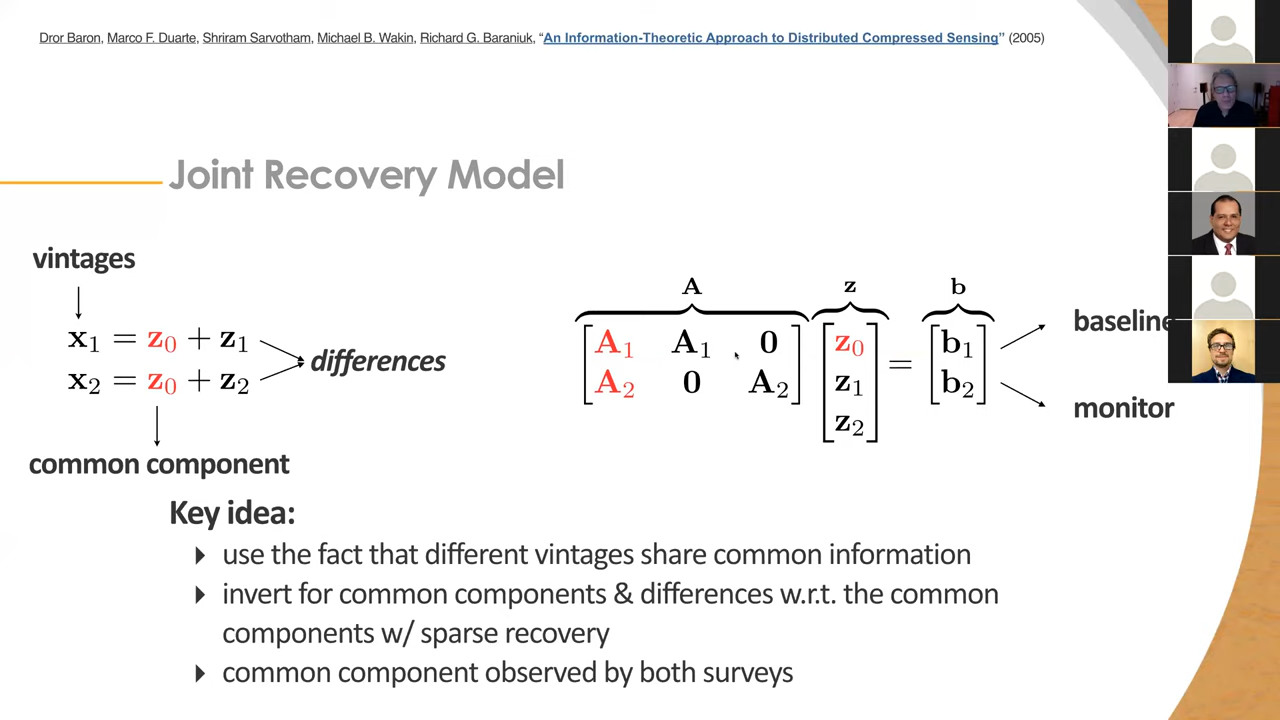 Dror Baron, Marco F. Duarte, Shriram Sarvotham, Michael B. Wakin, Richard G. Baraniuk, “An Information-Theoretic Approach to Distributed Compressed Sensing” (2005)
Joint Recovery Model
vintages
x₁ = z₀ + z₁
x₂ = z₀ + z₂
differences
common component
A z b
[A₁ A₁ 0; A₂ 0 A₂] [z₀; z₁; z₂] = [b₁; b₂]
baseline
monitor
Key idea:
▸ use the fact that different vintages share common information
▸ invert for common components & differences w.r.t. the common
components w/ sparse recovery
▸ common component observed by both surveys